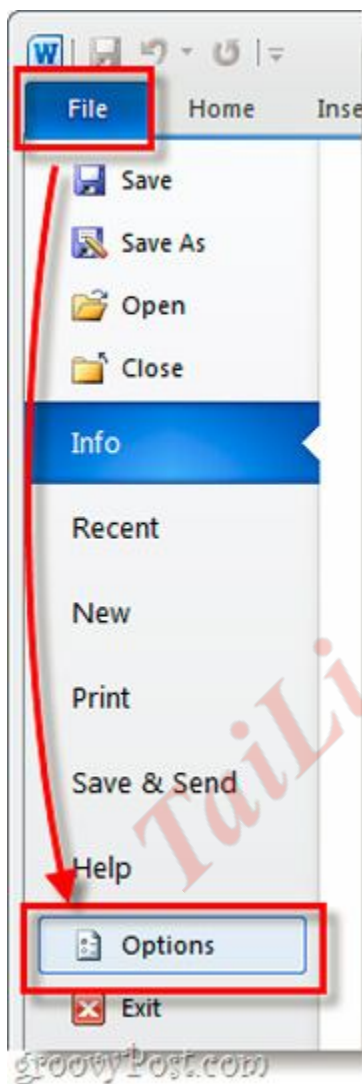 W
File Home Inse
Save
Save As
Open
Close
Info
Recent
New
Print
Save & Send
Help
Options
Exit
TaiLi
groovyPost.com